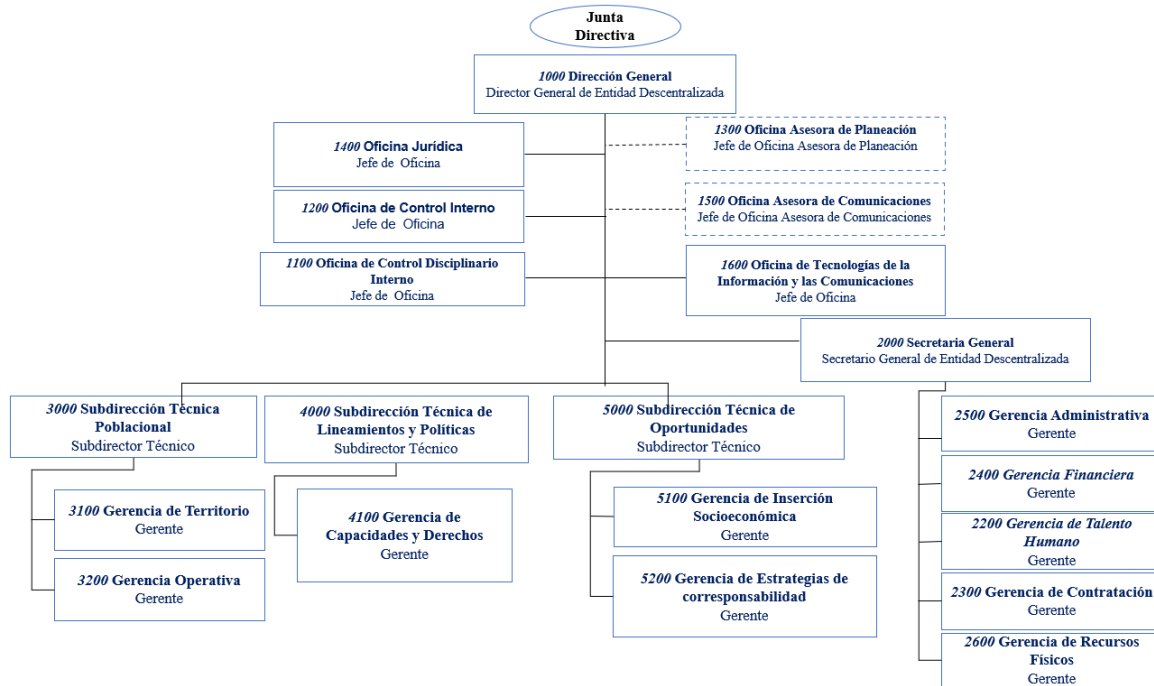 Junta
Directiva
1000 Dirección General
Director General de Entidad Descentralizada
1400 Oficina Jurídica
Jefe de Oficina
1300 Oficina Asesora de Planeación
Jefe de Oficina Asesora de Planeación
1200 Oficina de Control Interno
Jefe de Oficina
1500 Oficina Asesora de Comunicaciones
Jefe de Oficina Asesora de Comunicaciones
1100 Oficina de Control Disciplinario
Interno
Jefe de Oficina
1600 Oficina de Tecnologías de la
Información y las Comunicaciones
Jefe de Oficina
2000 Secretaria General
Secretario General de Entidad Descentralizada
3000 Subdirección Técnica
Poblacional
Subdirector Técnico
4000 Subdirección Técnica de
Lineamientos y Políticas
Subdirector Técnico
5000 Subdirección Técnica de
Oportunidades
Subdirector Técnico
3100 Gerencia de Territorio
Gerente
3200 Gerencia Operativa
Gerente
4100 Gerencia de
Capacidades y Derechos
Gerente
5100 Gerencia de Inserción
Socioeconómica
Gerente
5200 Gerencia de Estrategias de
corresponsabilidad
Gerente
2500 Gerencia Administrativa
Gerente
2400 Gerencia Financiera
Gerente
2200 Gerencia de Talento
Humano
Gerente
2300 Gerencia de Contratación
Gerente
2600 Gerencia de Recursos
Físicos
Gerente